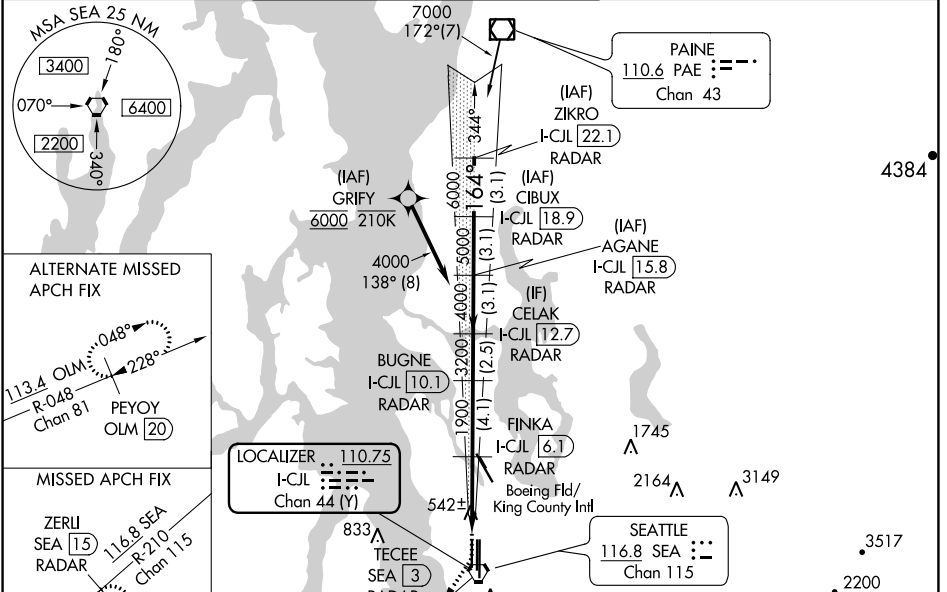 MSA SEA 25 NM
180°
3400
070°
6400
2200
340°
7000
172°(7)
PAINE
110.6 PAE
Chan 43
344°
(IAF)
ZIKRO
I-CJL 22.1
RADAR
4384
6000
164°
(3.1)
(IAF)
GRIFY
6000 210K
(IAF)
CIBUX
I-CJL 18.9
RADAR
5000
(3.1)
(IAF)
AGANE
I-CJL 15.8
RADAR
4000
138° (8)
4000
(3.1)
(IF)
CELAK
I-CJL 12.7
RADAR
3200
(2.5)
BUGNE
I-CJL 10.1
RADAR
1900
(4.1)
FINKA
I-CJL 6.1
RADAR
Boeing Fld/
King County Intl
1745
2164
3149
ALTERNATE MISSED
APCH FIX
048°
228°
113.4 OLM
R-048
Chan 81
PEYOY
OLM 20
LOCALIZER 110.75
I-CJL
Chan 44 (Y)
542±
MISSED APCH FIX
ZERLI
SEA 15
RADAR
116.8 SEA
R-210
Chan 115
833
TECEE
SEA 3
RADAR
SEATTLE
116.8 SEA
Chan 115
3517
2200